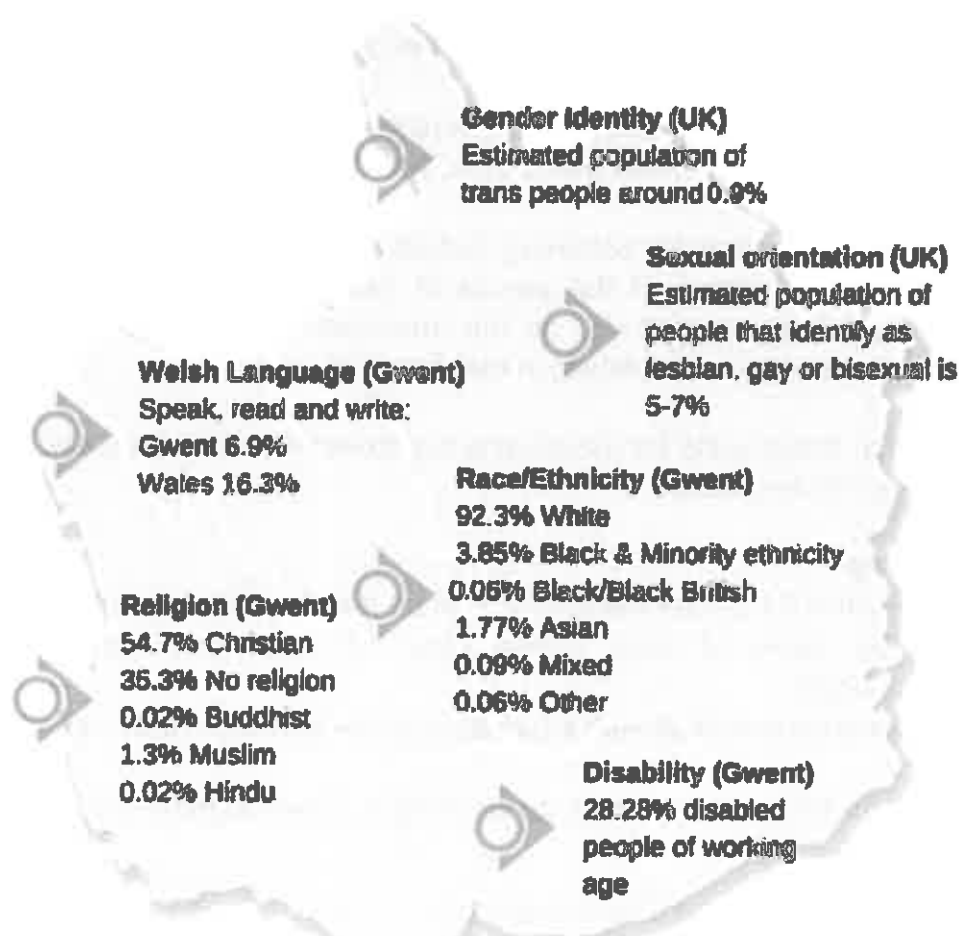 Gender Identity (UK)
Estimated population of
trans people around 0.9%
Sexual orientation (UK)
Estimated population of
people that identify as
lesbian, gay or bisexual is
5-7%
Welsh Language (Gwent)
Speak, read and write:
Gwent 6.9%
Wales 16.3%
Race/Ethnicity (Gwent)
92.3% White
3.85% Black & Minority ethnicity
0.06% Black/Black British
1.77% Asian
0.09% Mixed
0.06% Other
Religion (Gwent)
54.7% Christian
35.3% No religion
0.02% Buddhist
1.3% Muslim
0.02% Hindu
Disability (Gwent)
28.28% disabled
people of working
age